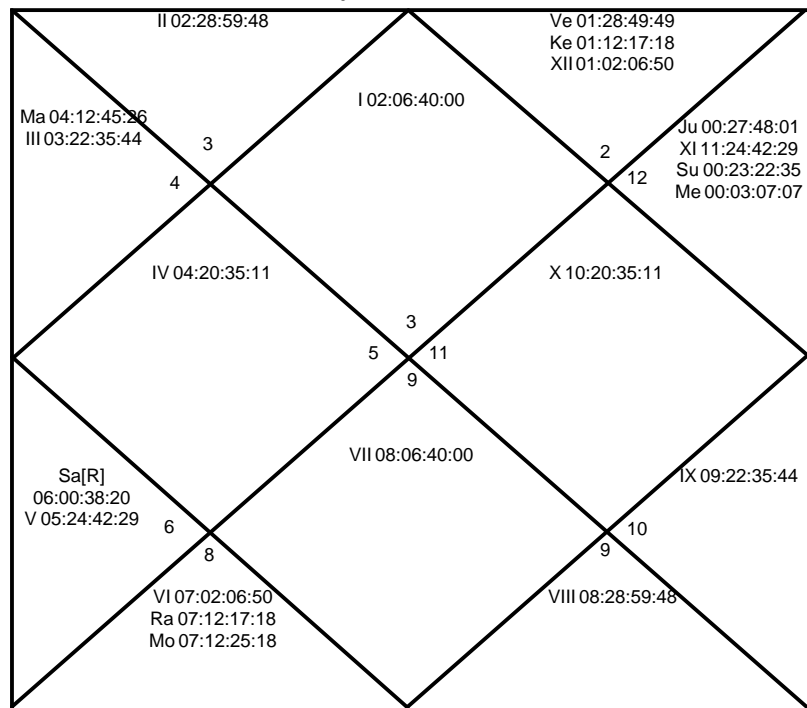 II 02:28:59:48
Ve 01:28:49:49
Ke 01:12:17:18
XII 01:02:06:50
I 02:06:40:00
Ma 04:12:45:26
III 03:22:35:44
3
4
Ju 00:27:48:01
XI 11:24:42:29
Su 00:23:22:35
Me 00:03:07:07
2
12
IV 04:20:35:11
X 10:20:35:11
3
5
11
9
VII 08:06:40:00
Sa[R]
06:00:38:20
V 05:24:42:29
6
8
IX 09:22:35:44
10
9
VI 07:02:06:50
Ra 07:12:17:18
Mo 07:12:25:18
VIII 08:28:59:48